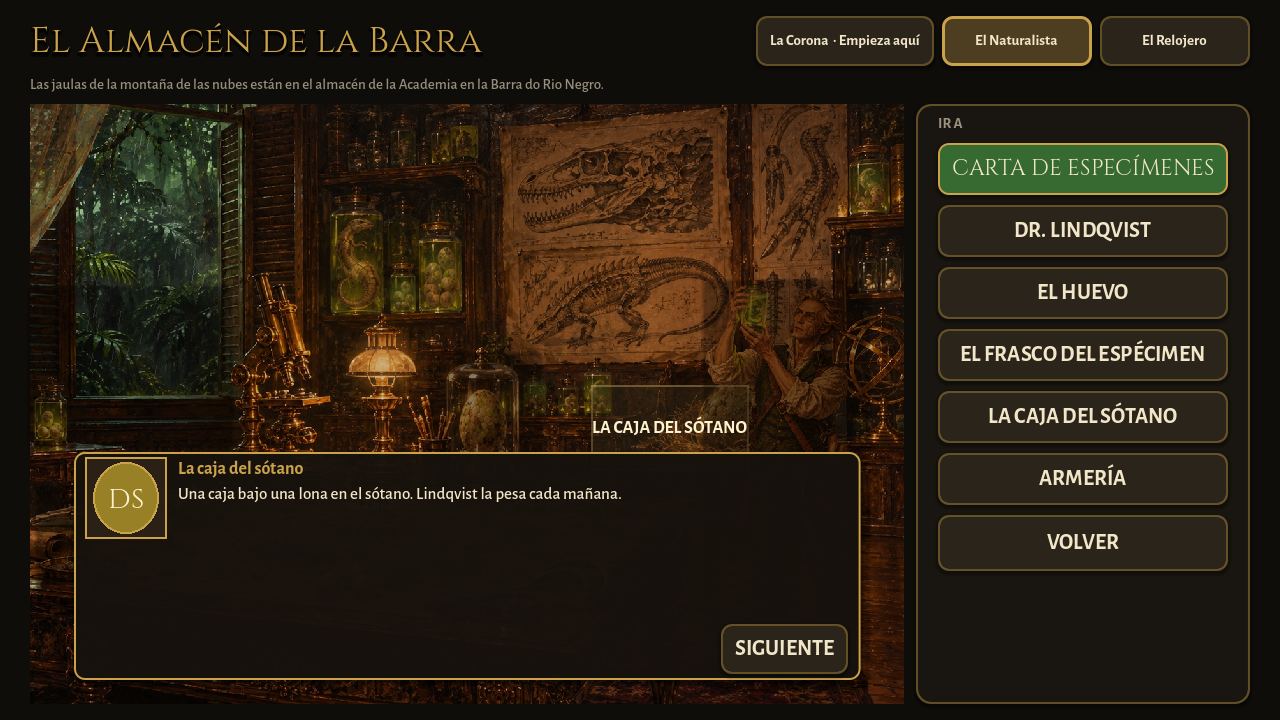 El Almacén de la Barra
La Corona · Empieza aquí
El Naturalista
El Relojero
Las jaulas de la montaña de las nubes están en el almacén de la Academia en la Barra do Rio Negro.
IR A
CARTA DE ESPECÍMENES
DR. LINDQVIST
EL HUEVO
EL FRASCO DEL ESPÉCIMEN
LA CAJA DEL SÓTANO
ARMERÍA
VOLVER
LA CAJA DEL SÓTANO
DS
La caja del sótano
Una caja bajo una lona en el sótano. Lindqvist la pesa cada mañana.
SIGUIENTE